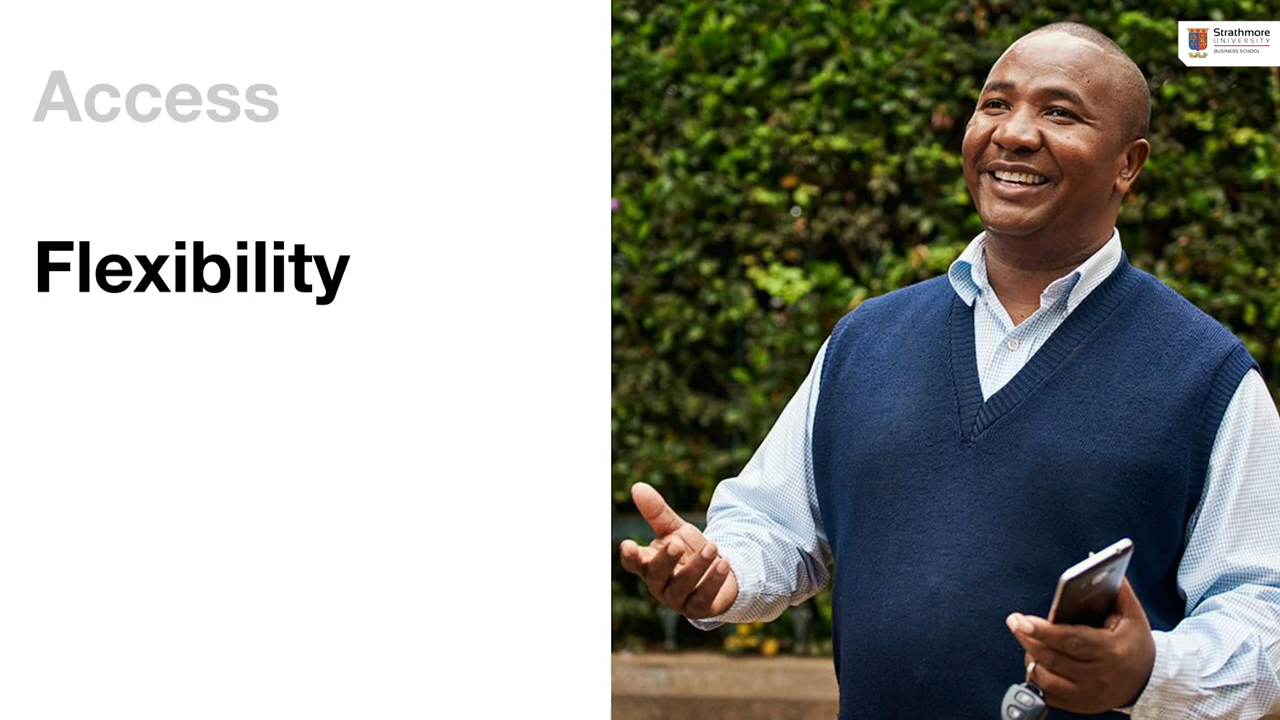 Access
Flexibility
Strathmore
UNIVERSITY
BUSINESS SCHOOL